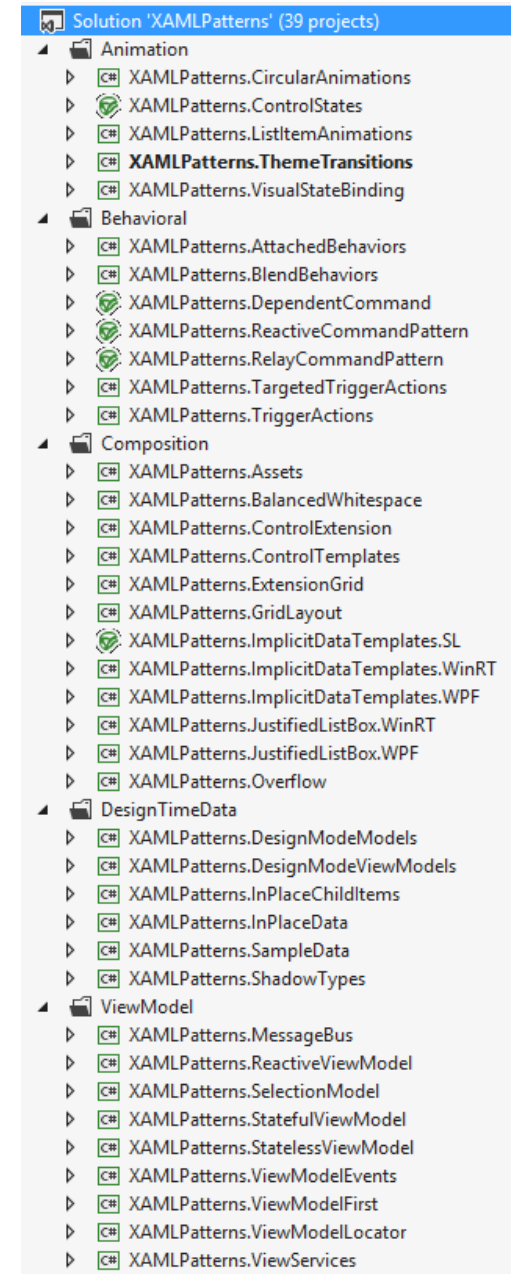 Solution 'XAMLPatterns' (39 projects)
Animation
C# XAMLPatterns.CircularAnimations
XAMLPatterns.ControlStates
C# XAMLPatterns.ListItemAnimations
C# XAMLPatterns.ThemeTransitions
C# XAMLPatterns.VisualStateBinding
Behavioral
C# XAMLPatterns.AttachedBehaviors
C# XAMLPatterns.BlendBehaviors
XAMLPatterns.DependentCommand
XAMLPatterns.ReactiveCommandPattern
XAMLPatterns.RelayCommandPattern
C# XAMLPatterns.TargetedTriggerActions
C# XAMLPatterns.TriggerActions
Composition
C# XAMLPatterns.Assets
C# XAMLPatterns.BalancedWhitespace
C# XAMLPatterns.ControlExtension
C# XAMLPatterns.ControlTemplates
C# XAMLPatterns.ExtensionGrid
C# XAMLPatterns.GridLayout
XAMLPatterns.ImplicitDataTemplates.SL
C# XAMLPatterns.ImplicitDataTemplates.WinRT
C# XAMLPatterns.ImplicitDataTemplates.WPF
C# XAMLPatterns.JustifiedListBox.WinRT
C# XAMLPatterns.JustifiedListBox.WPF
C# XAMLPatterns.Overflow
DesignTimeData
C# XAMLPatterns.DesignModeModels
C# XAMLPatterns.DesignModeViewModels
C# XAMLPatterns.InPlaceChildItems
C# XAMLPatterns.InPlaceData
C# XAMLPatterns.SampleData
C# XAMLPatterns.ShadowTypes
ViewModel
C# XAMLPatterns.MessageBus
C# XAMLPatterns.ReactiveViewModel
C# XAMLPatterns.SelectionModel
C# XAMLPatterns.StatefulViewModel
C# XAMLPatterns.StatelessViewModel
C# XAMLPatterns.ViewModelEvents
C# XAMLPatterns.ViewModelFirst
C# XAMLPatterns.ViewModelLocator
C# XAMLPatterns.ViewServices